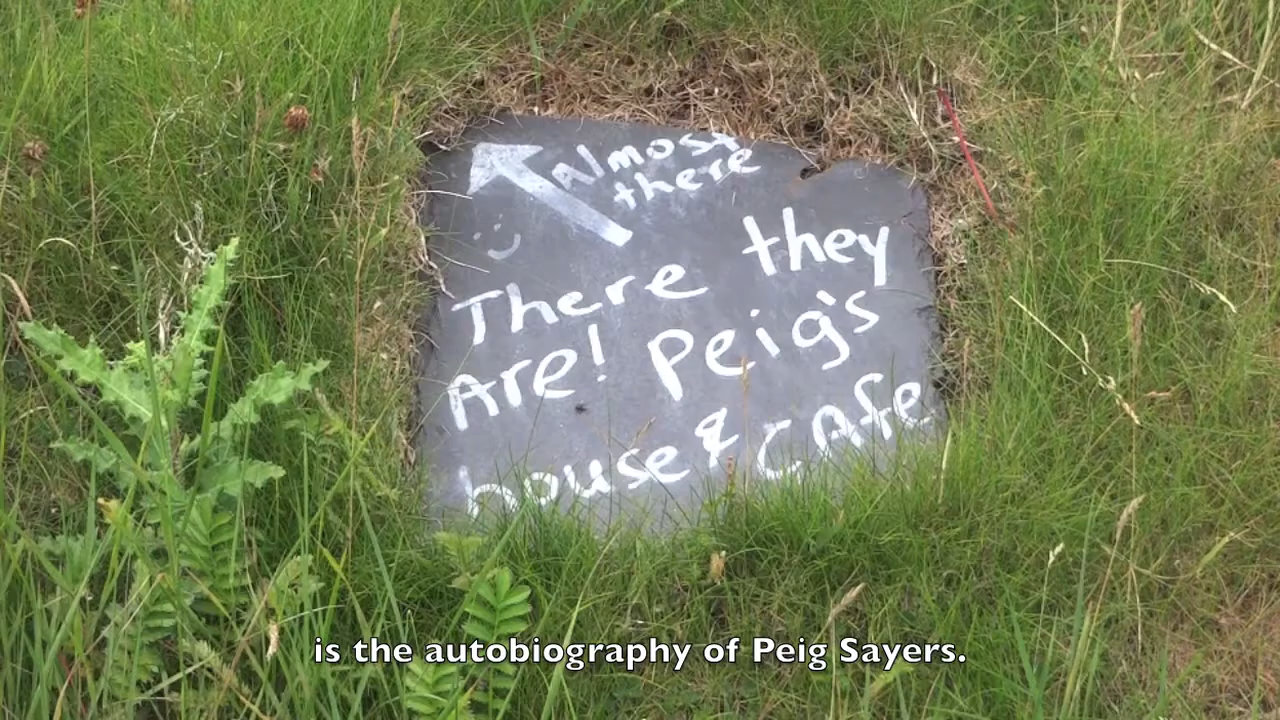 Almost
there
There they
Are! Peig's
house & CAfe
is the autobiography of Peig Sayers.